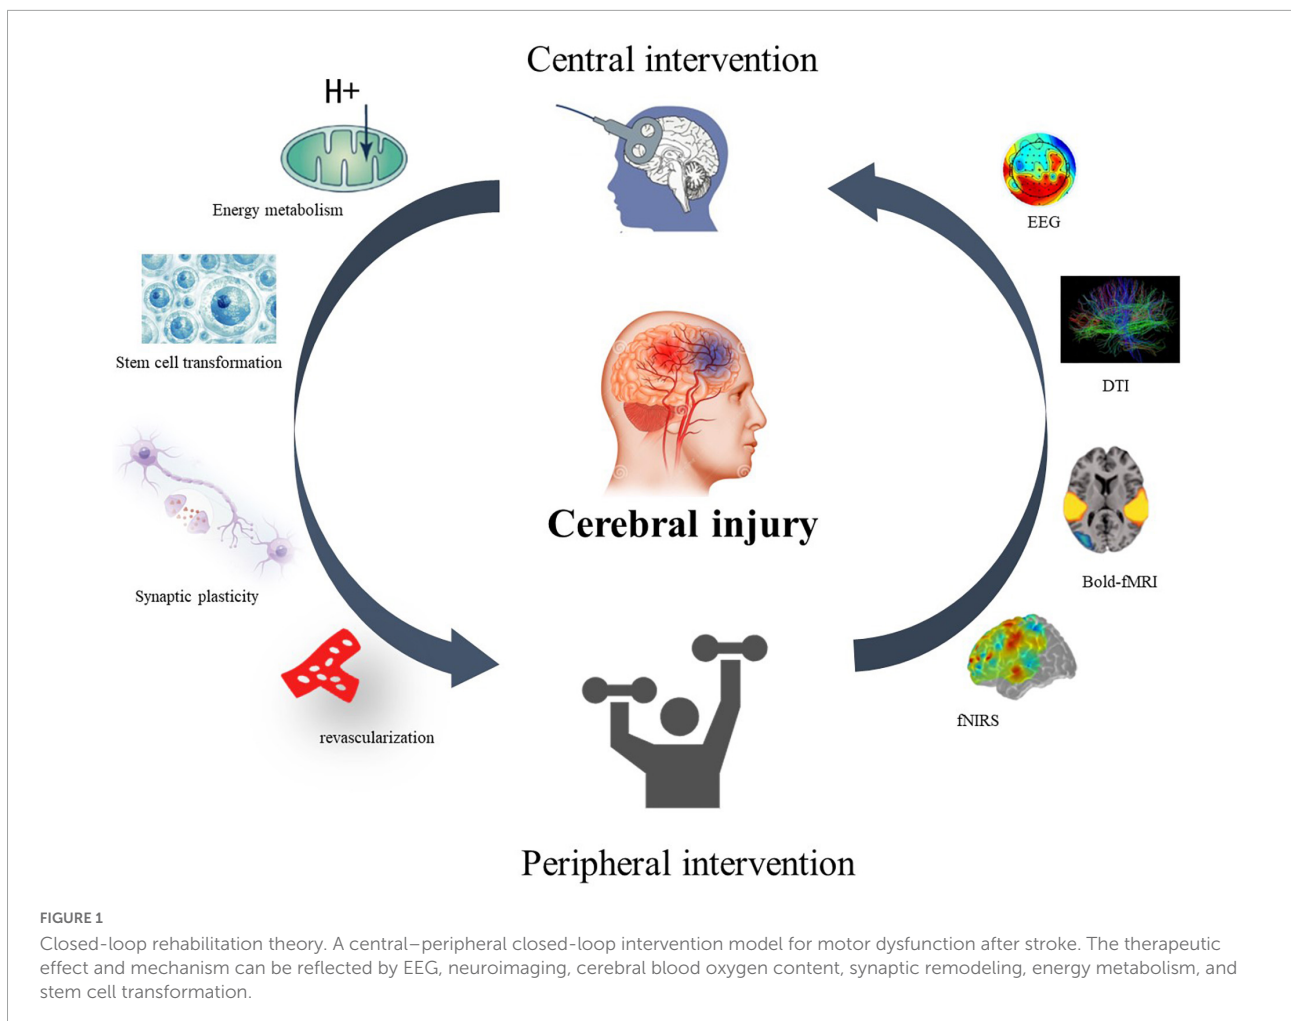 Central intervention
H+
Energy metabolism
EEG
Stem cell transformation
DTI
Cerebral injury
Synaptic plasticity
Bold-fMRI
revascularization
fNIRS
Peripheral intervention
FIGURE 1
Closed-loop rehabilitation theory. A central–peripheral closed-loop intervention model for motor dysfunction after stroke. The therapeutic
effect and mechanism can be reflected by EEG, neuroimaging, cerebral blood oxygen content, synaptic remodeling, energy metabolism, and
stem cell transformation.